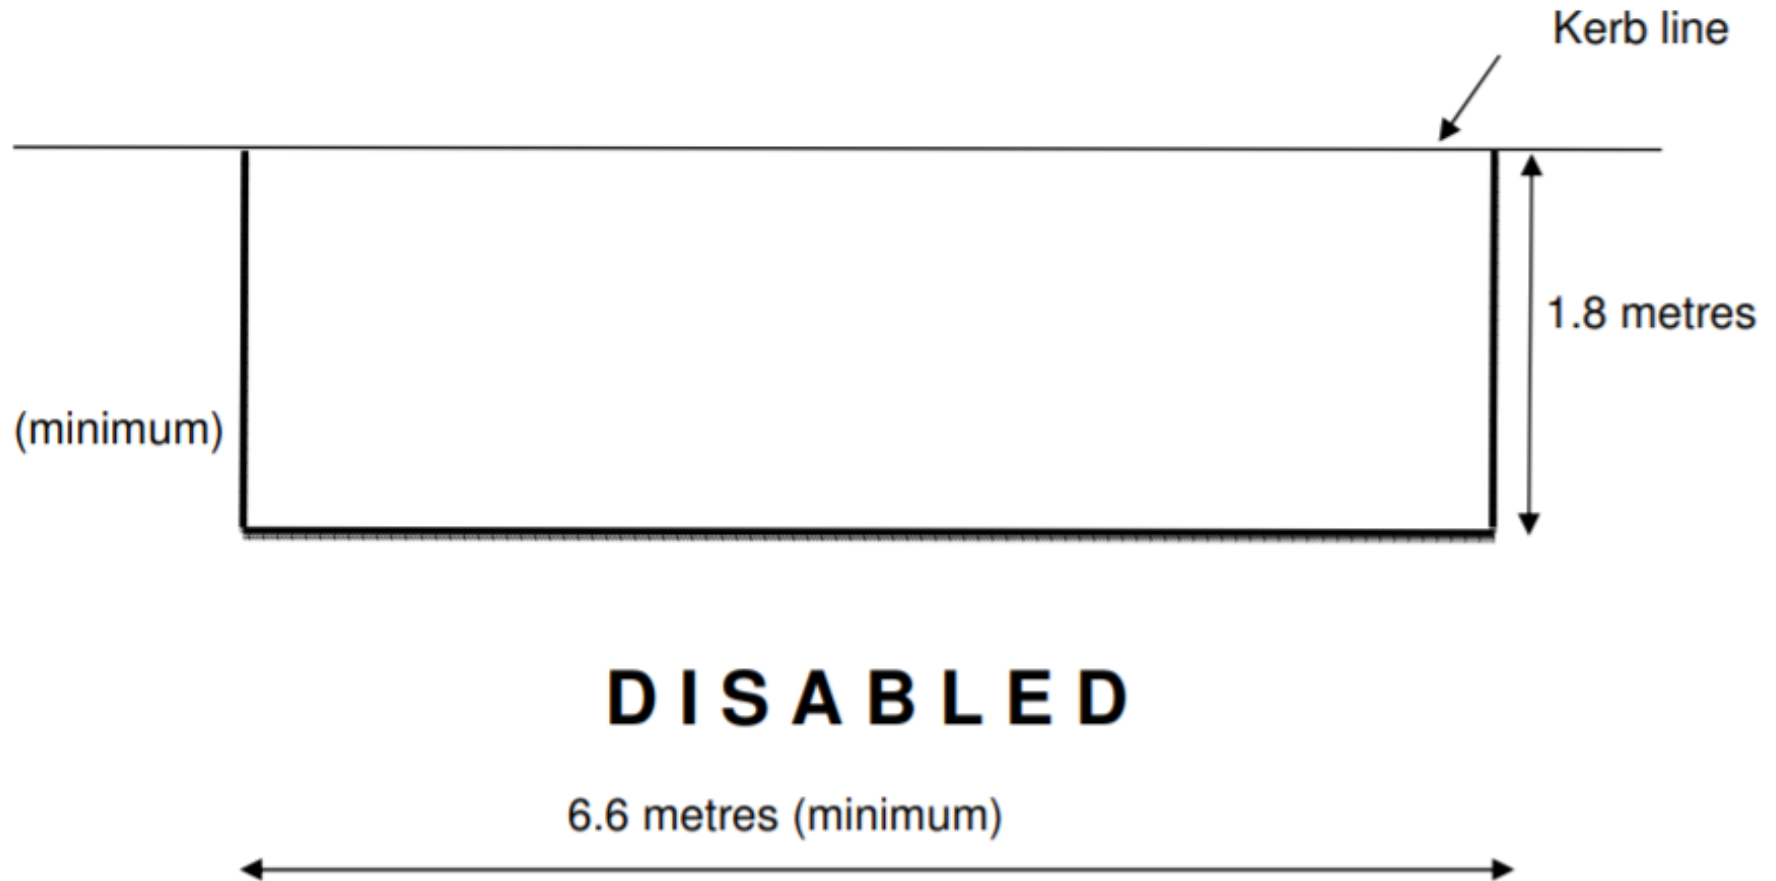 Kerb line
1.8 metres
(minimum)
DISABLED
6.6 metres (minimum)